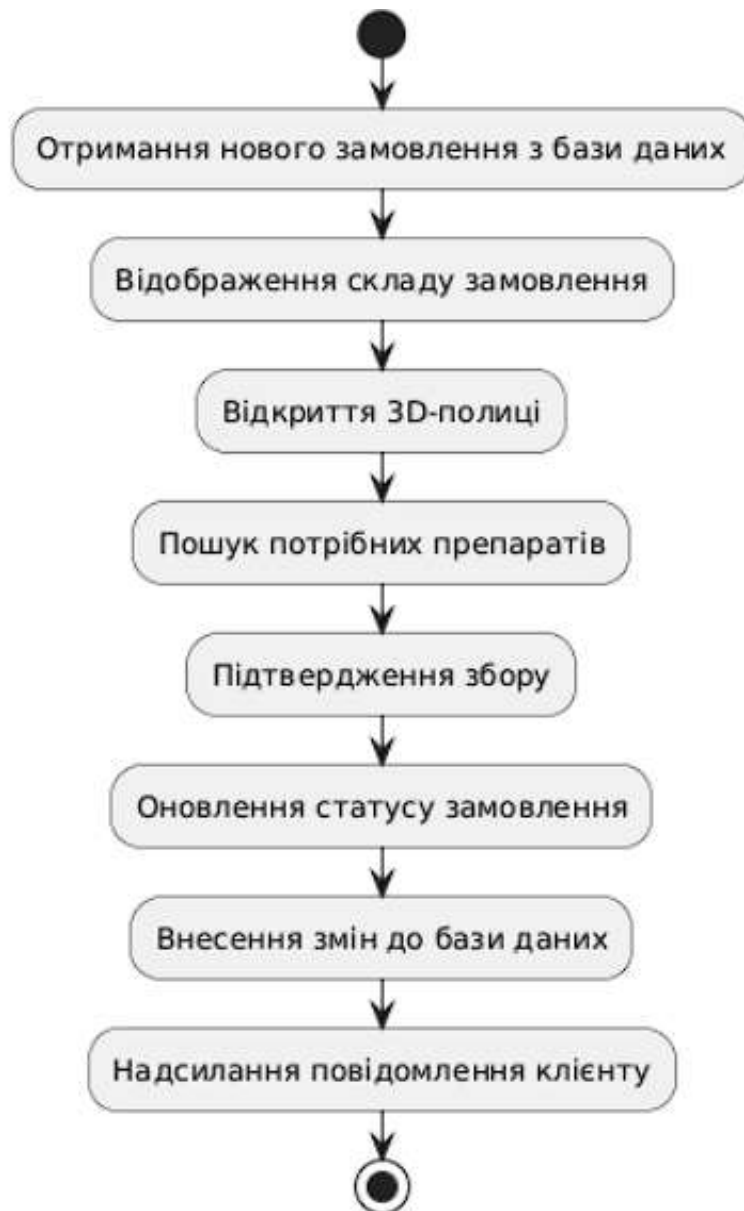 Отримання нового замовлення з бази даних
Відображення складу замовлення
Відкриття 3D-полиці
Пошук потрібних препаратів
Підтвердження збору
Оновлення статусу замовлення
Внесення змін до бази даних
Надсилання повідомлення клієнту